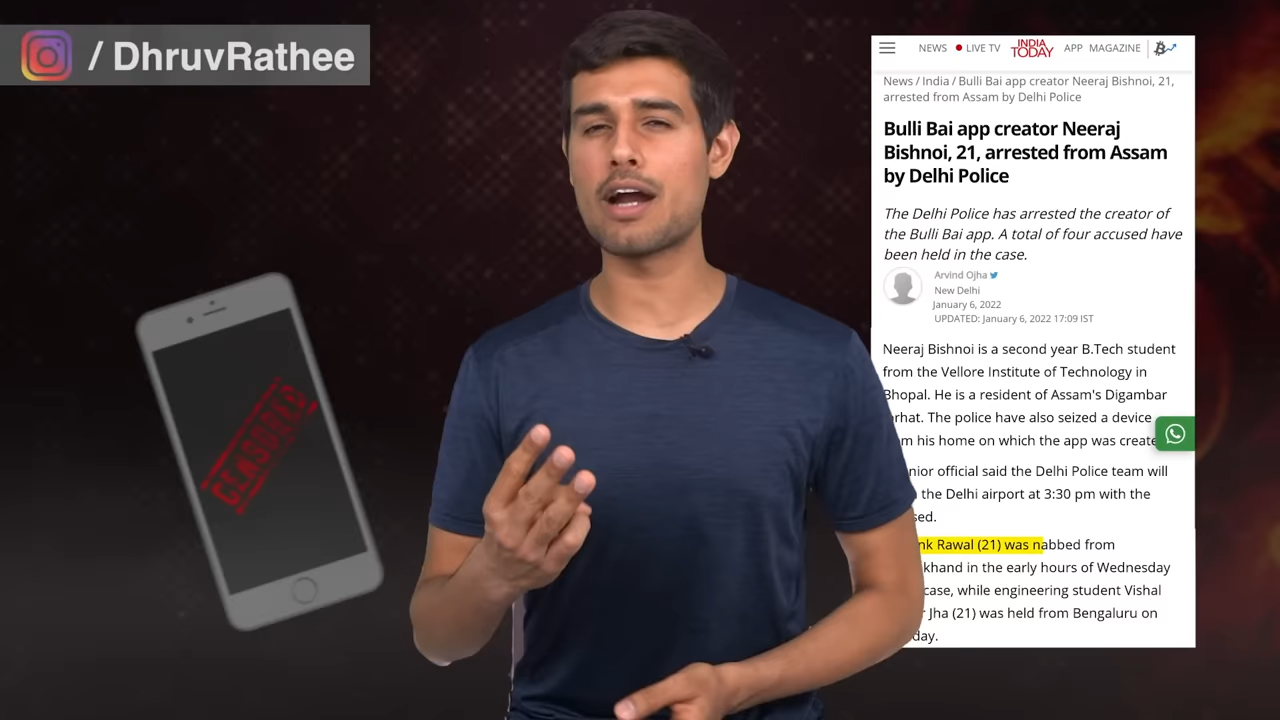 / DhruvRathee
CENSORED
NEWS LIVE TV INDIA TODAY APP MAGAZINE
News / India / Bulli Bai app creator Neeraj Bishnoi, 21,
arrested from Assam by Delhi Police
Bulli Bai app creator Neeraj
Bishnoi, 21, arrested from Assam
by Delhi Police
The Delhi Police has arrested the creator of
the Bulli Bai app. A total of four accused have
been held in the case.
Arvind Ojha
New Delhi
January 6, 2022
UPDATED: January 6, 2022 17:09 IST
Neeraj Bishnoi is a second year B.Tech student
from the Vellore Institute of Technology in
Bhopal. He is a resident of Assam's Digambar
The police have also seized a device
his home on which the app was
official said the Delhi Police team will
the Delhi airport at 3:30 pm with the
Rawal (21) was nabbed from
in the early hours of Wednesday
case, while engineering student Vishal
Jha (21) was held from Bengaluru on